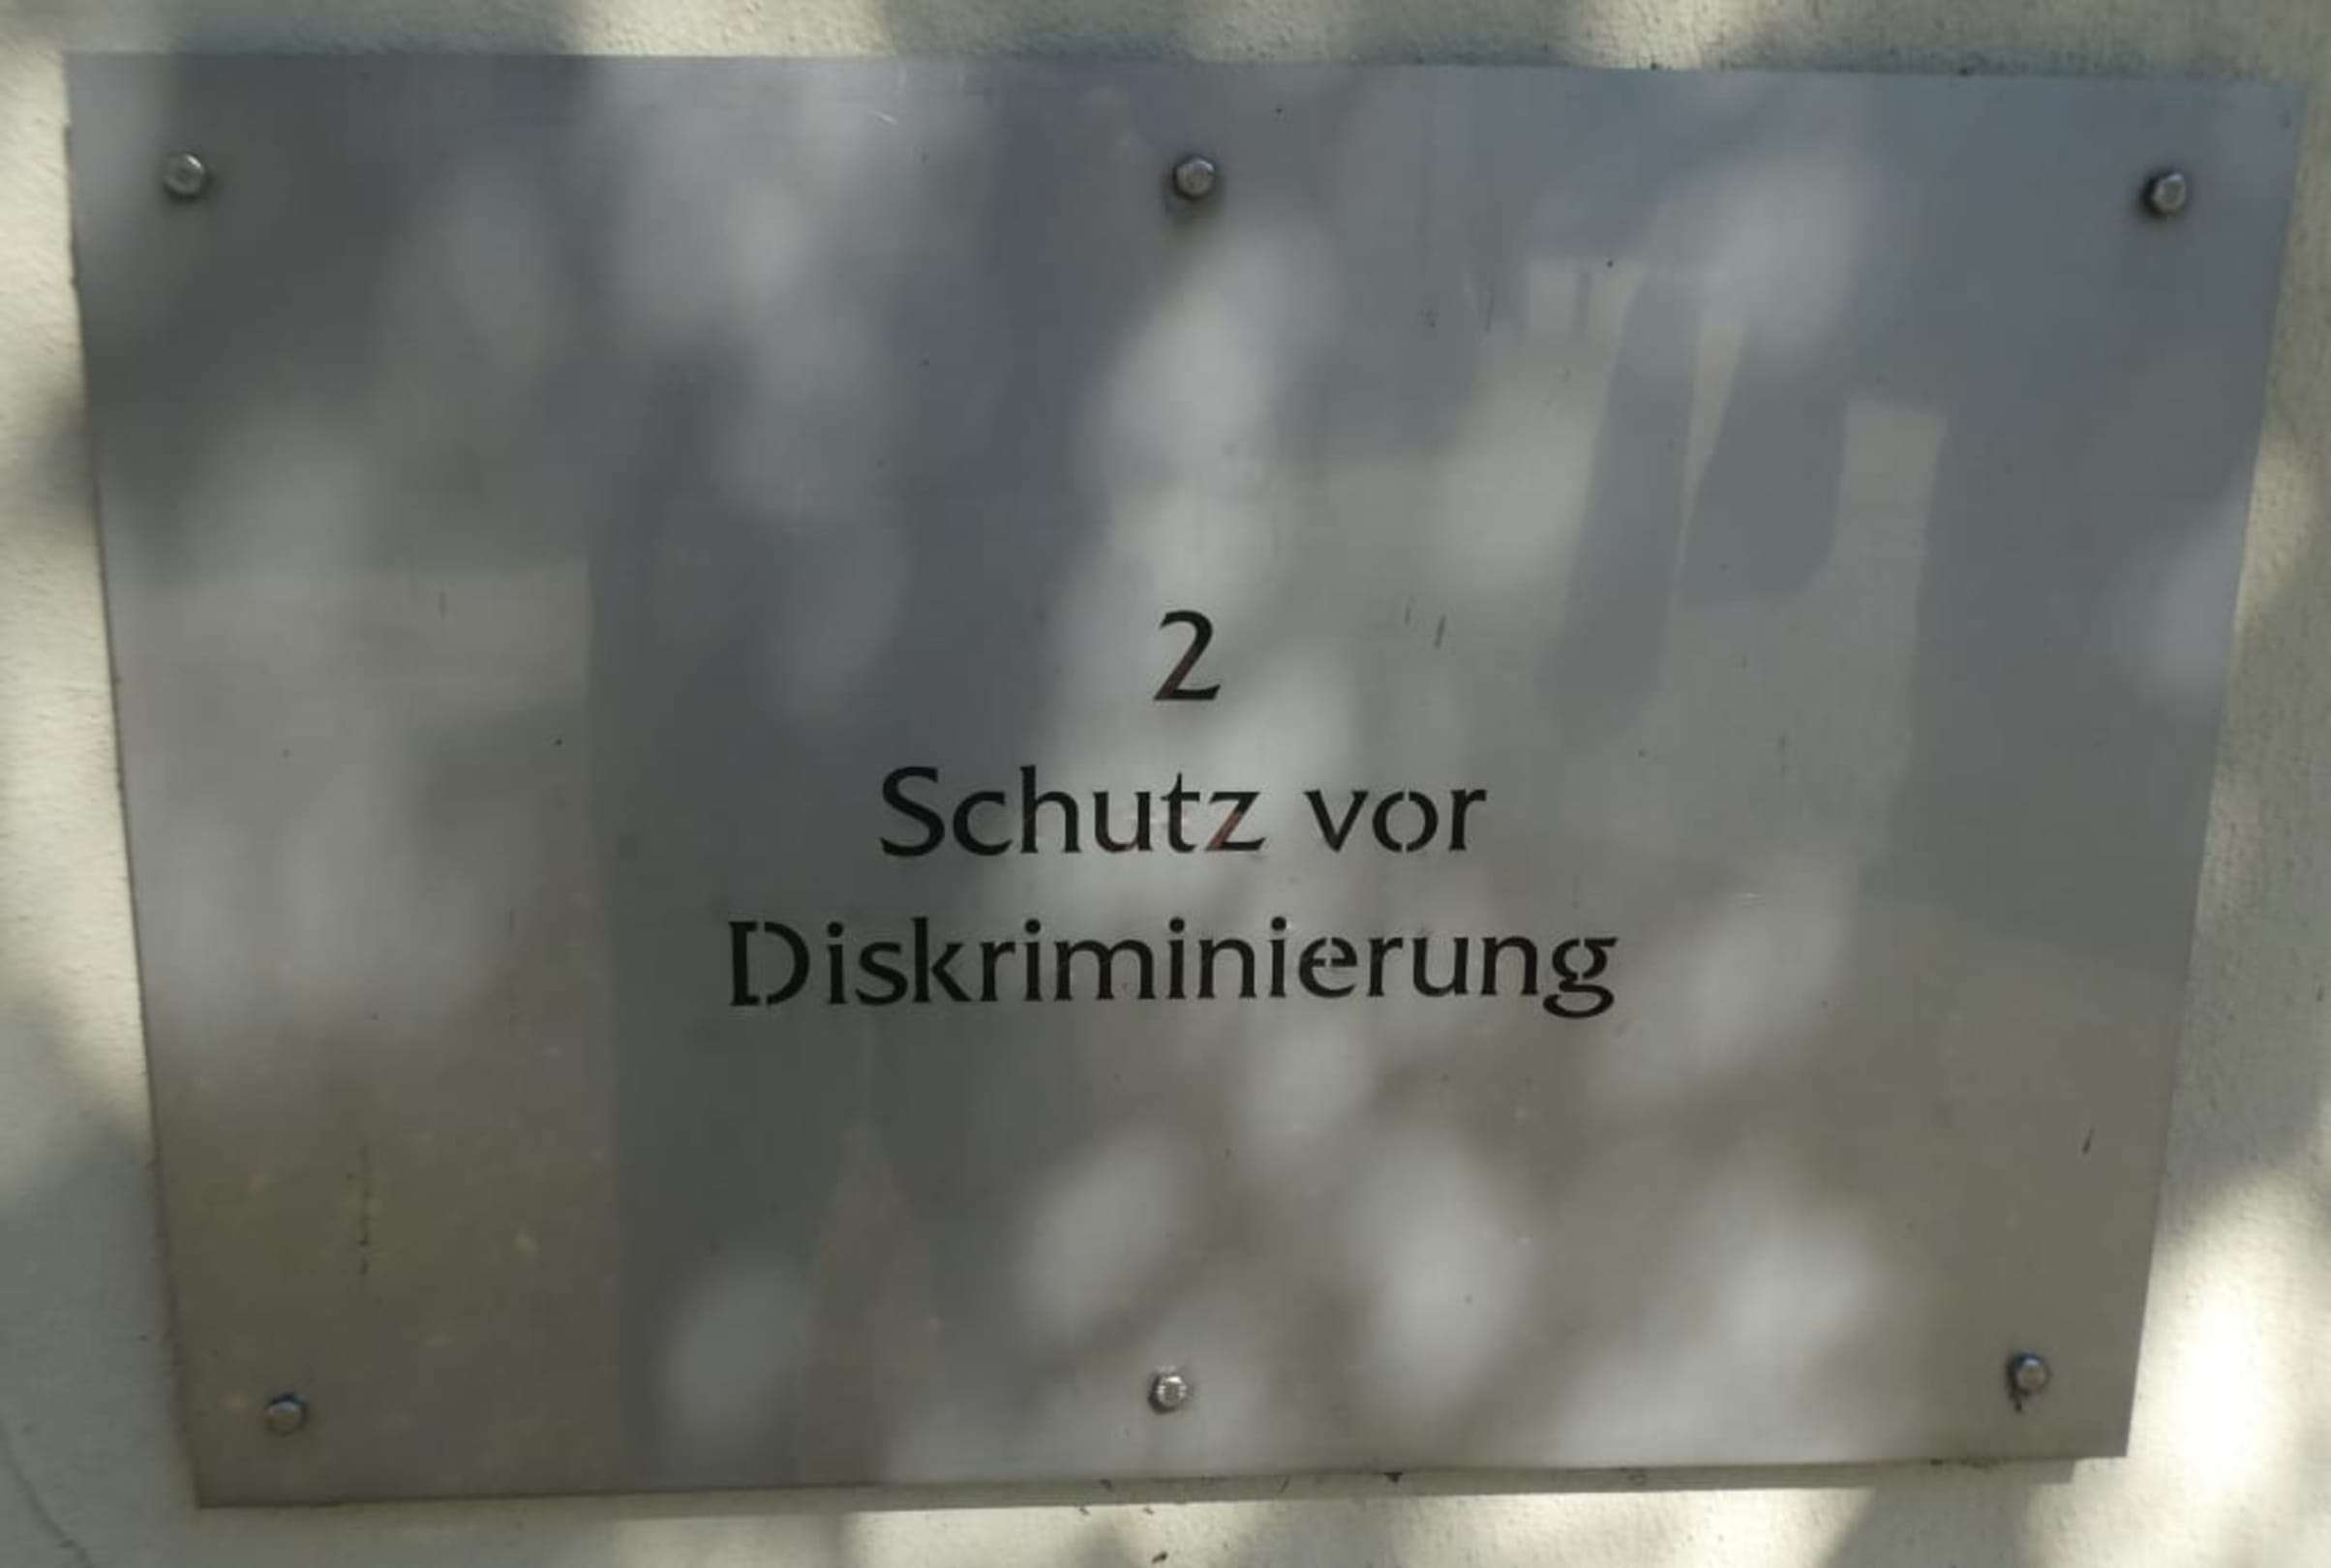 2
Schutz vor
Diskriminierung